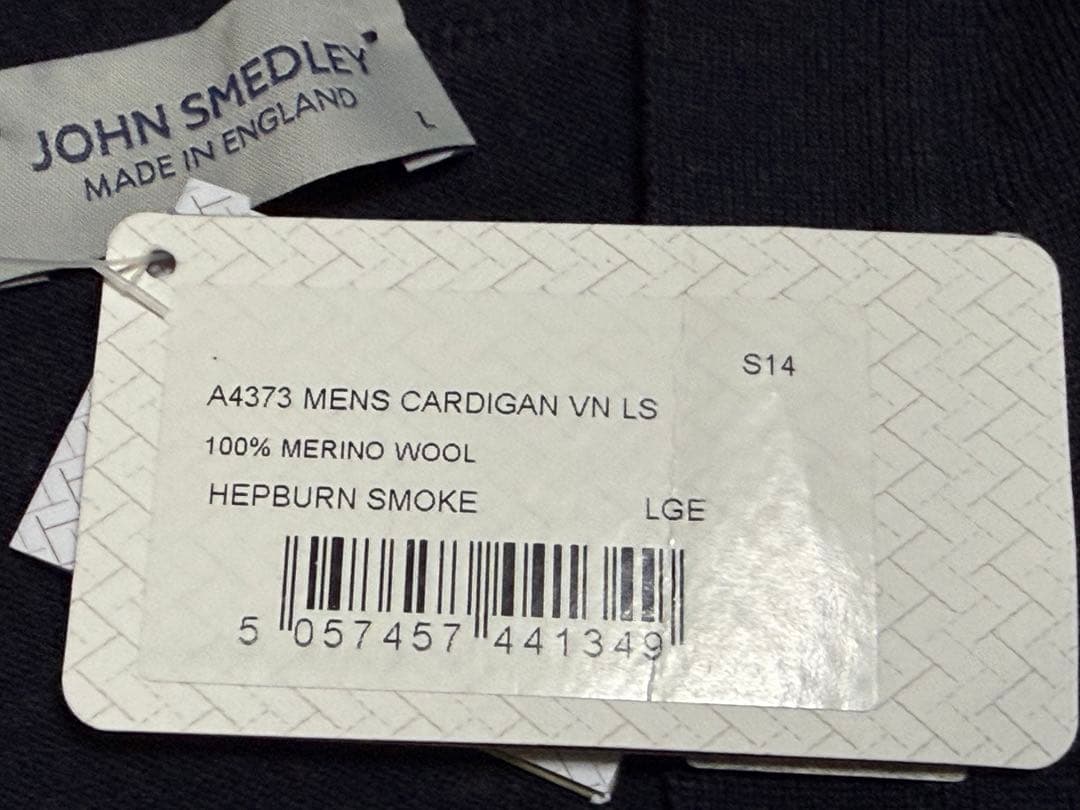 JOHN SMEDLEY
MADE IN ENGLAND
L
S14
A4373 MENS CARDIGAN VN LS
100% MERINO WOOL
HEPBURN SMOKE LGE
5 057457 441349